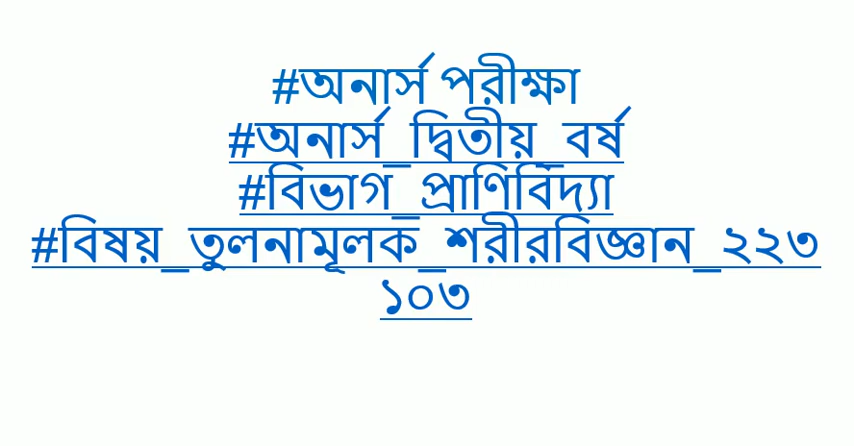 #অনার্স পরীক্ষা
#অনার্স_দ্বিতীয়_বর্ষ
#বিভাগ_প্রাণিবিদ্যা
#বিষয়_তুলনামূলক_শরীরবিজ্ঞান_২২৩
১০৩